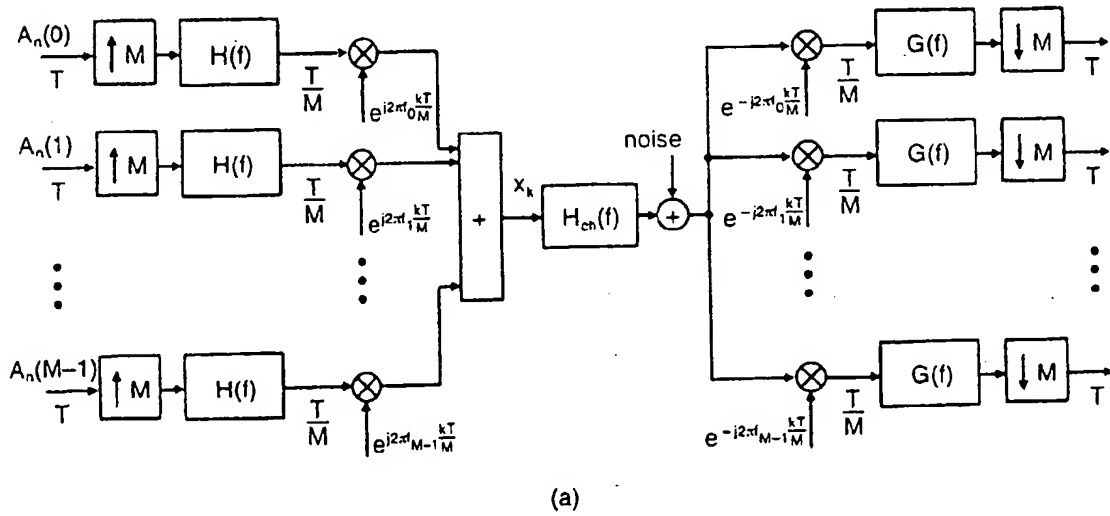 A_n(0)
T
↑ M
H(f)
T/M
e^{j2πf_0 kT/M}
A_n(1)
T
↑ M
H(f)
T/M
e^{j2πf_1 kT/M}
A_n(M-1)
T
↑ M
H(f)
T/M
e^{j2πf_{M-1} kT/M}
+
x_k
H_ch(f)
noise
+
e^{-j2πf_0 kT/M}
T/M
G(f)
↓ M
T
e^{-j2πf_1 kT/M}
T/M
G(f)
↓ M
T
e^{-j2πf_{M-1} kT/M}
T/M
G(f)
↓ M
T
(a)